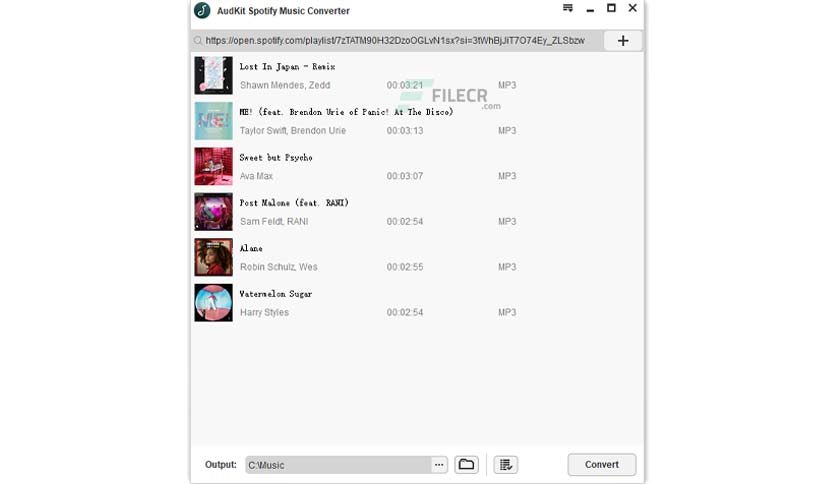 AudKit Spotify Music Converter
https://open.spotify.com/playlist/7zTATM90H32DzoOGLvN1sx?si=3tWhBjJiT7O74Ey_ZLSbzw
Lost In Japan - Remix
Shawn Mendes, Zedd 00:03:21 MP3
FILECR
.com
ME! (feat. Brendon Urie of Panic! At The Disco)
Taylor Swift, Brendon Urie 00:03:13 MP3
Sweet but Psycho
Ava Max 00:03:07 MP3
Post Malone (feat. RANI)
Sam Feldt, RANI 00:02:54 MP3
Alane
Robin Schulz, Wes 00:02:55 MP3
Watermelon Sugar
Harry Styles 00:02:54 MP3
Output: C:\Music ... Convert